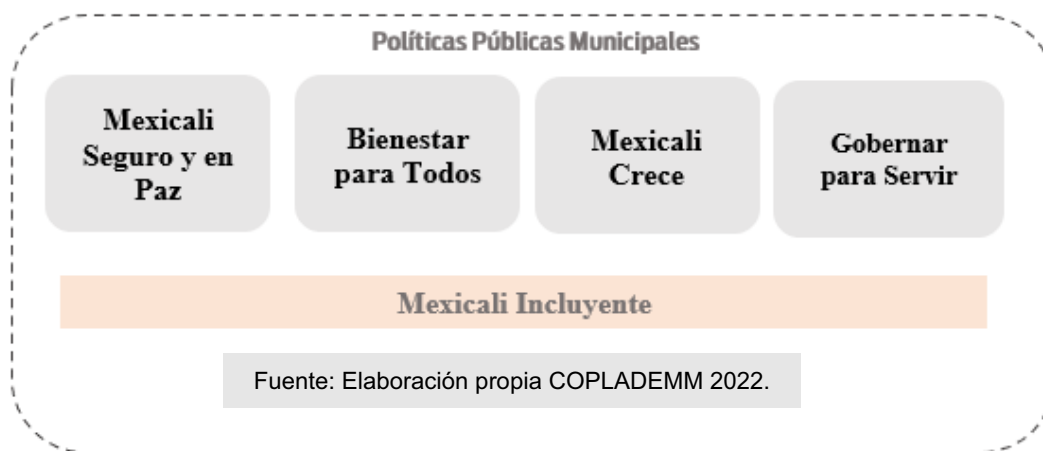 Políticas Públicas Municipales
Mexicali
Seguro y en
Paz
Bienestar
para Todos
Mexicali
Crece
Gobernar
para Servir
Mexicali Incluyente
Fuente: Elaboración propia COPLADEMM 2022.